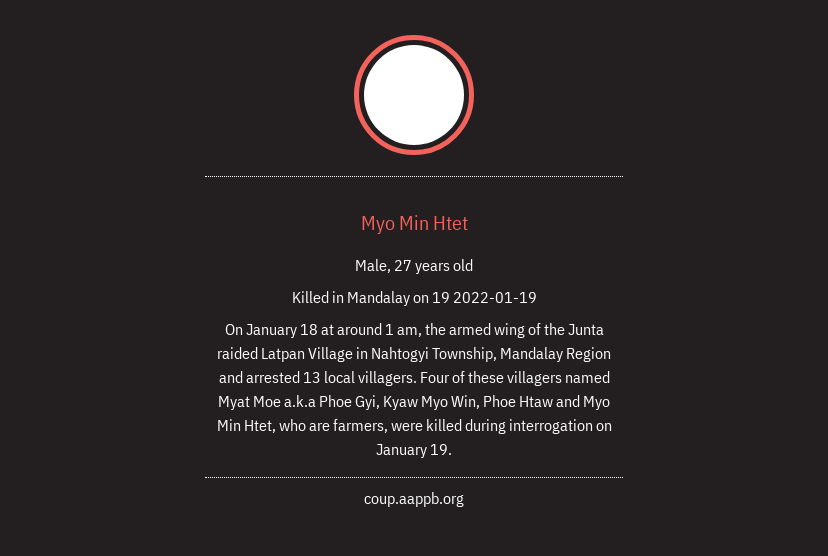 Myo Min Htet
Male, 27 years old
Killed in Mandalay on 19 2022-01-19
On January 18 at around 1 am, the armed wing of the Junta
raided Latpan Village in Nahtogyi Township, Mandalay Region
and arrested 13 local villagers. Four of these villagers named
Myat Moe a.k.a Phoe Gyi, Kyaw Myo Win, Phoe Htaw and Myo
Min Htet, who are farmers, were killed during interrogation on
January 19.
coup.aappb.org